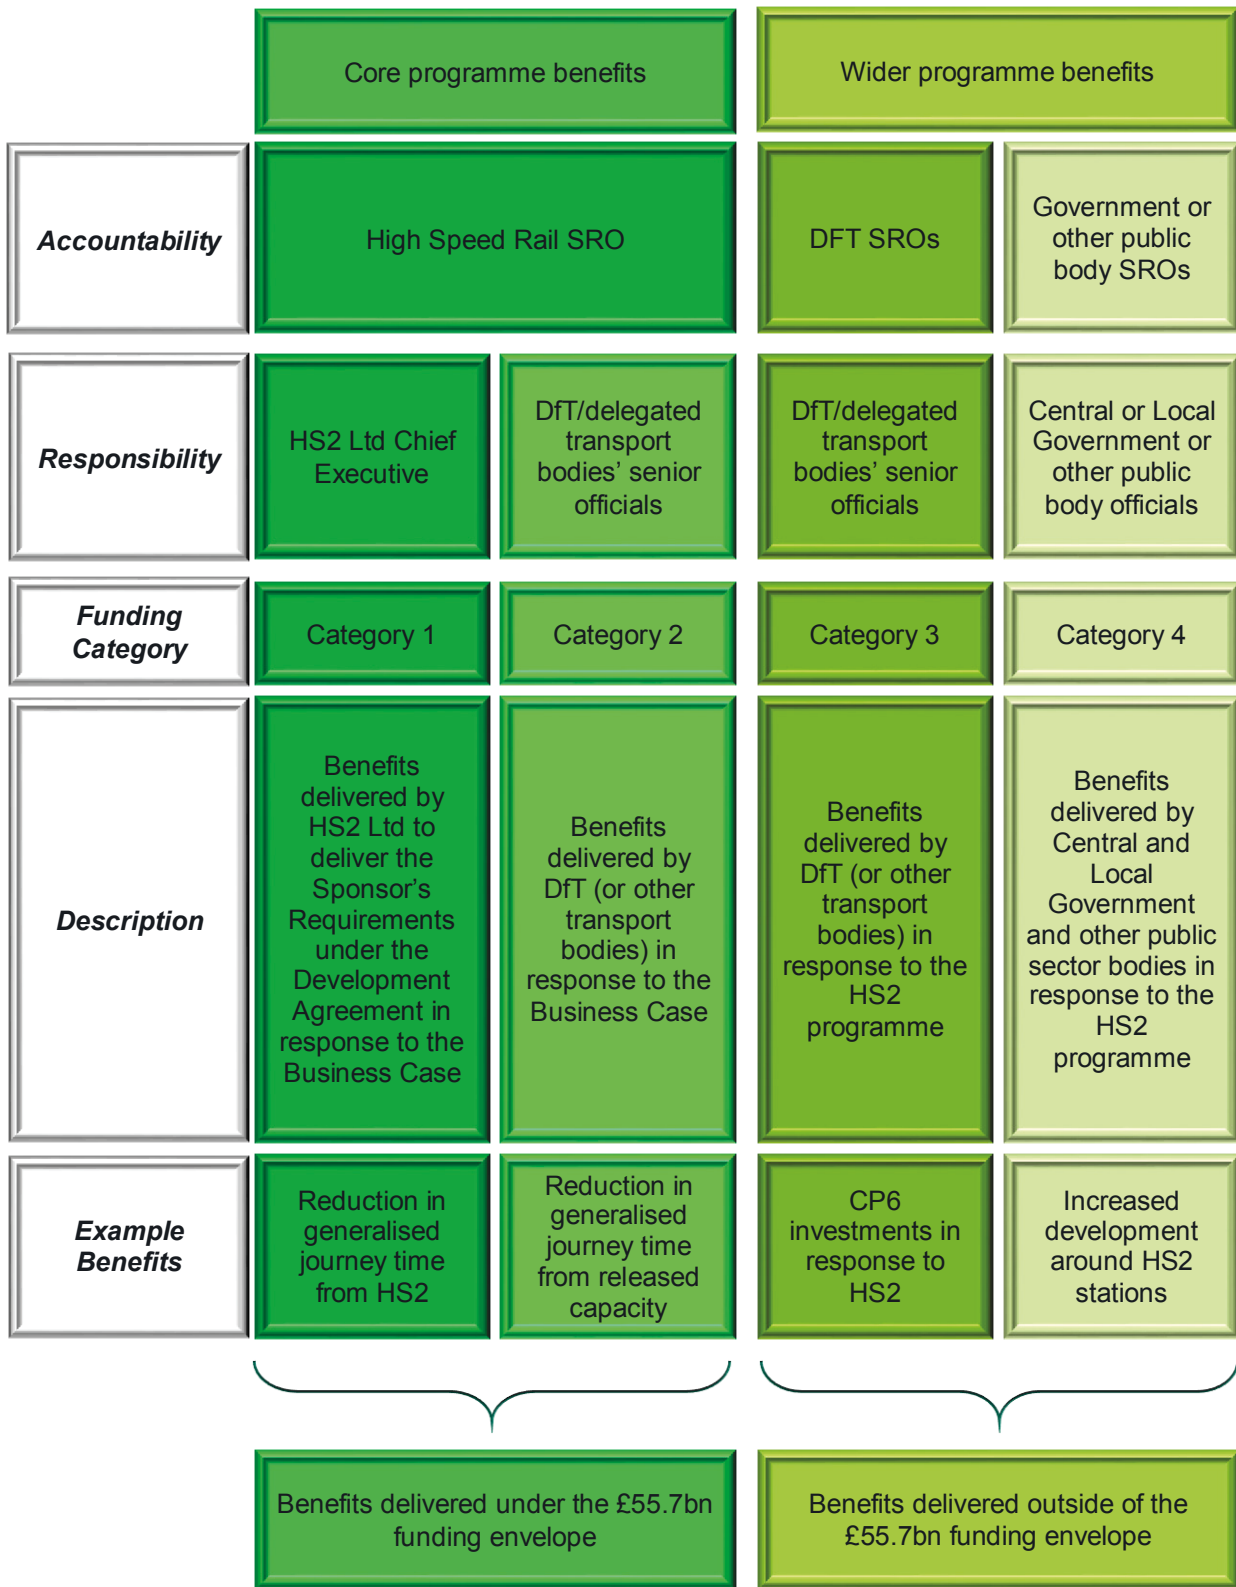 Core programme benefits
Wider programme benefits
Accountability
High Speed Rail SRO
DFT SROs
Government or
other public
body SROs
Responsibility
HS2 Ltd Chief
Executive
DfT/delegated
transport
bodies’ senior
officials
DfT/delegated
transport
bodies’ senior
officials
Central or Local
Government or
other public
body officials
Funding
Category
Category 1
Category 2
Category 3
Category 4
Description
Benefits
delivered by
HS2 Ltd to
deliver the
Sponsor’s
Requirements
under the
Development
Agreement in
response to the
Business Case
Benefits
delivered by
DfT (or other
transport
bodies) in
response to the
Business Case
Benefits
delivered by
DfT (or other
transport
bodies) in
response to the
HS2
programme
Benefits
delivered by
Central and
Local
Government
and other public
sector bodies in
response to the
HS2
programme
Example
Benefits
Reduction in
generalised
journey time
from HS2
Reduction in
generalised
journey time
from released
capacity
CP6
investments in
response to
HS2
Increased
development
around HS2
stations
Benefits delivered under the £55.7bn
funding envelope
Benefits delivered outside of the
£55.7bn funding envelope